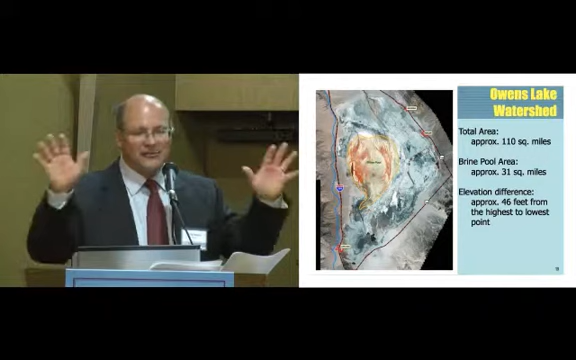 Owens Lake
Watershed
Total Area:
approx. 110 sq. miles
Brine Pool Area:
approx. 31 sq. miles
Elevation difference:
approx. 46 feet from
the highest to lowest
point